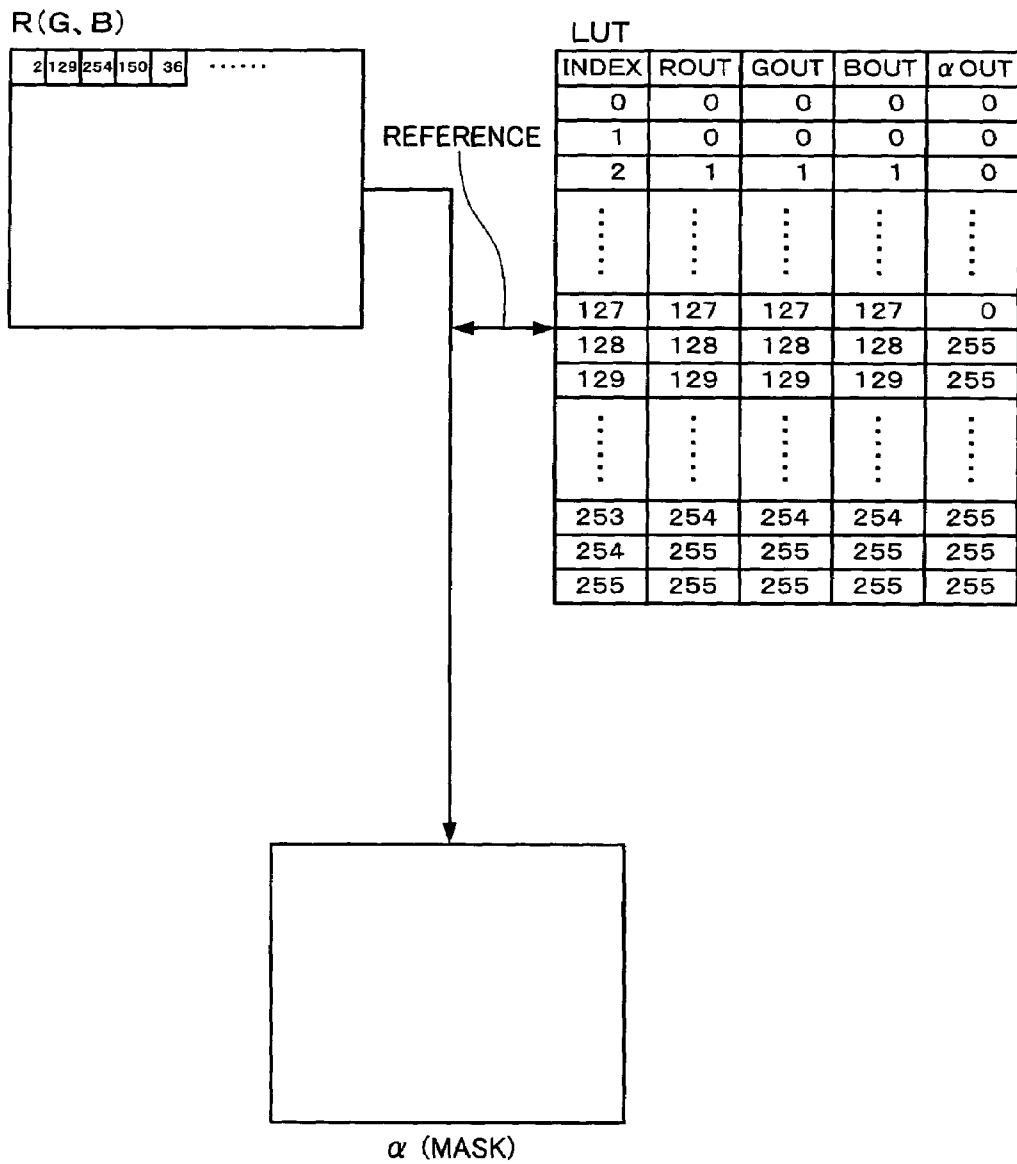 R(G、B)
2 129 254 150 36 ······
REFERENCE
LUT
INDEX ROUT GOUT BOUT α OUT
0 0 0 0 0
1 0 0 0 0
2 1 1 1 0
127 127 127 127 0
128 128 128 128 255
129 129 129 129 255
253 254 254 254 255
254 255 255 255 255
255 255 255 255 255
α (MASK)